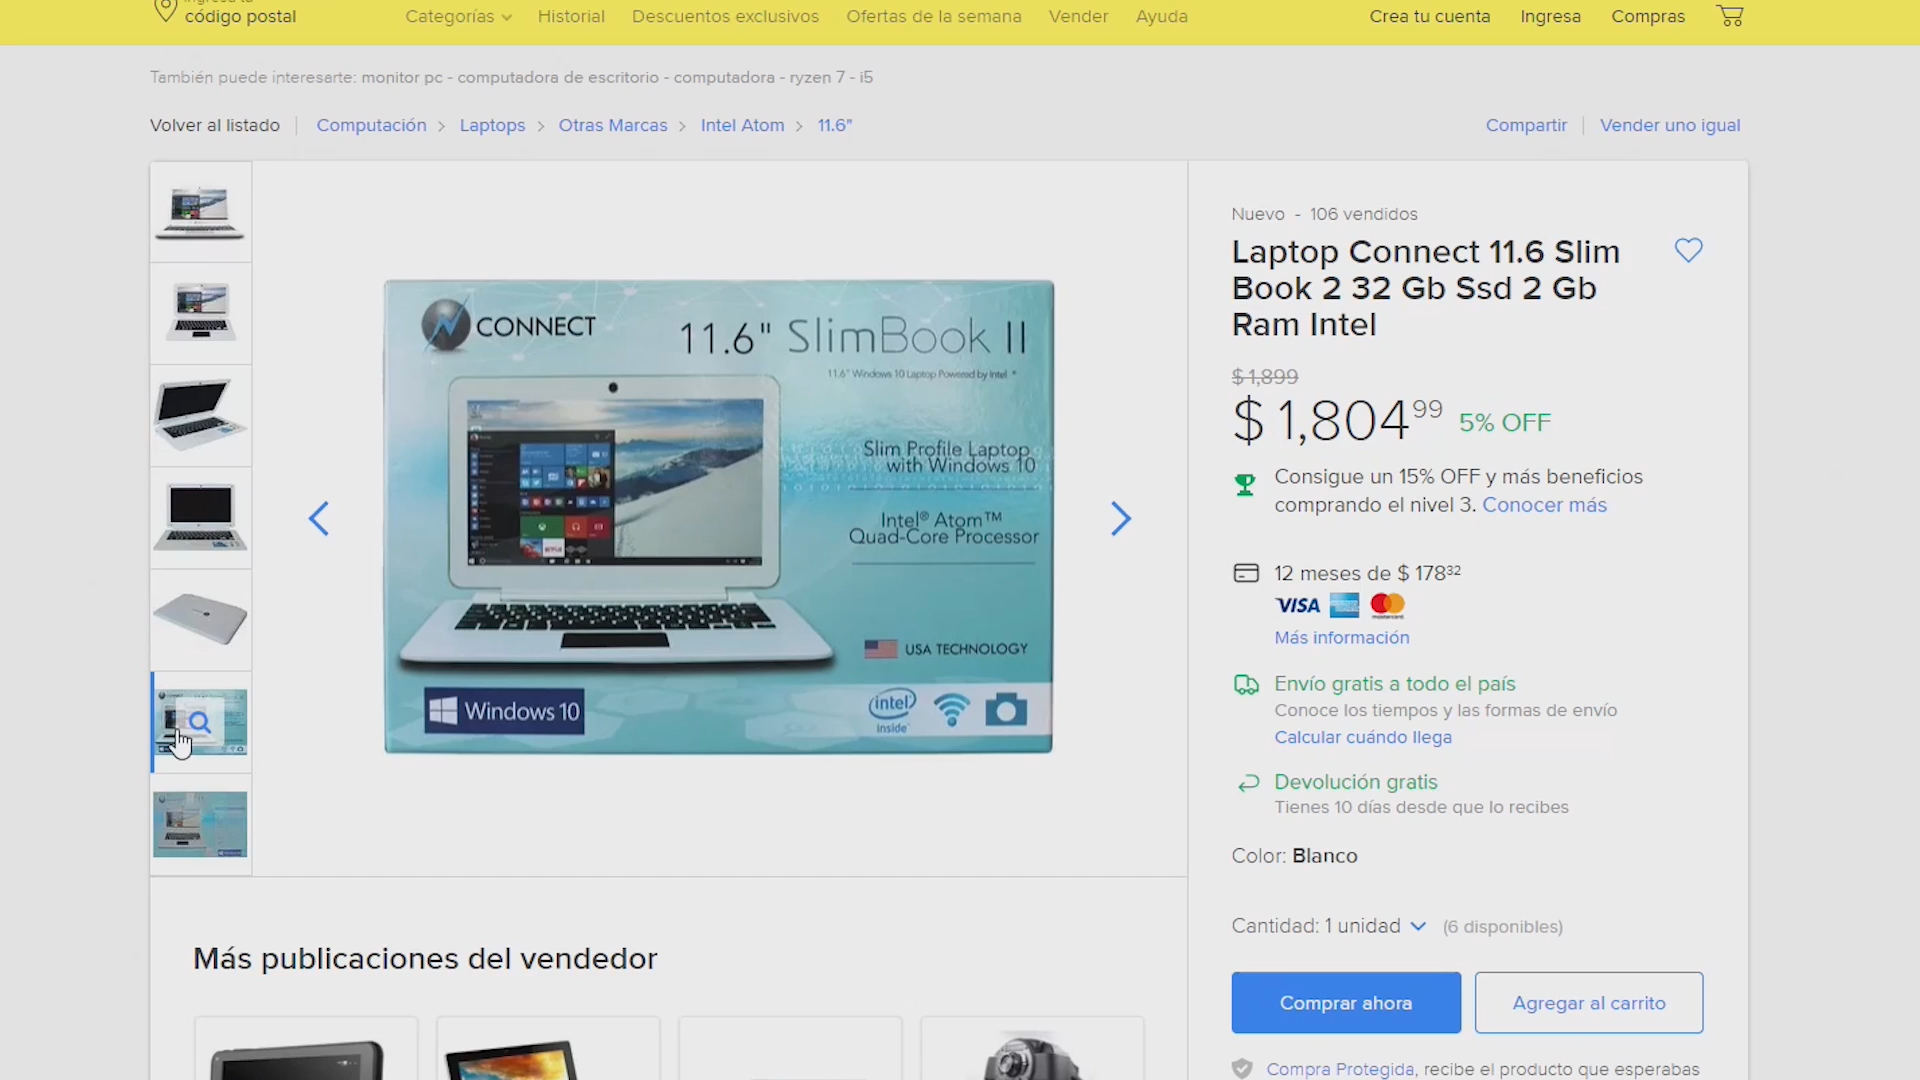 código postal
Categorías Historial Descuentos exclusivos Ofertas de la semana Vender Ayuda Crea tu cuenta Ingresa Compras
También puede interesarte: monitor pc - computadora de escritorio - computadora - ryzen 7 - i5
Volver al listado | Computación > Laptops > Otras Marcas > Intel Atom > 11.6" Compartir | Vender uno igual
Nuevo - 106 vendidos
Laptop Connect 11.6 Slim
Book 2 32 Gb Ssd 2 Gb
Ram Intel
$ 1,899
$ 1,804 99 5% OFF
Consigue un 15% OFF y más beneficios
comprando el nivel 3. Conocer más
12 meses de $ 178 32
VISA
Más información
Envío gratis a todo el país
Conoce los tiempos y las formas de envío
Calcular cuándo llega
Devolución gratis
Tienes 10 días desde que lo recibes
Color: Blanco
Cantidad: 1 unidad (6 disponibles)
Comprar ahora Agregar al carrito
Compra Protegida, recibe el producto que esperabas
CONNECT 11.6" SlimBook II
11.6" Windows 10 Laptop Powered by Intel
Slim Profile Laptop
with Windows 10
Intel® Atom™
Quad-Core Processor
USA TECHNOLOGY
Windows 10
intel
inside
Más publicaciones del vendedor